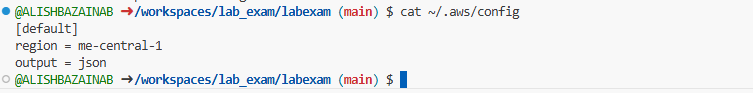 @ALISHBAZAINAB ➜/workspaces/lab_exam/labexam (main) $ cat ~/.aws/config
[default]
region = me-central-1
output = json
@ALISHBAZAINAB ➜/workspaces/lab_exam/labexam (main) $